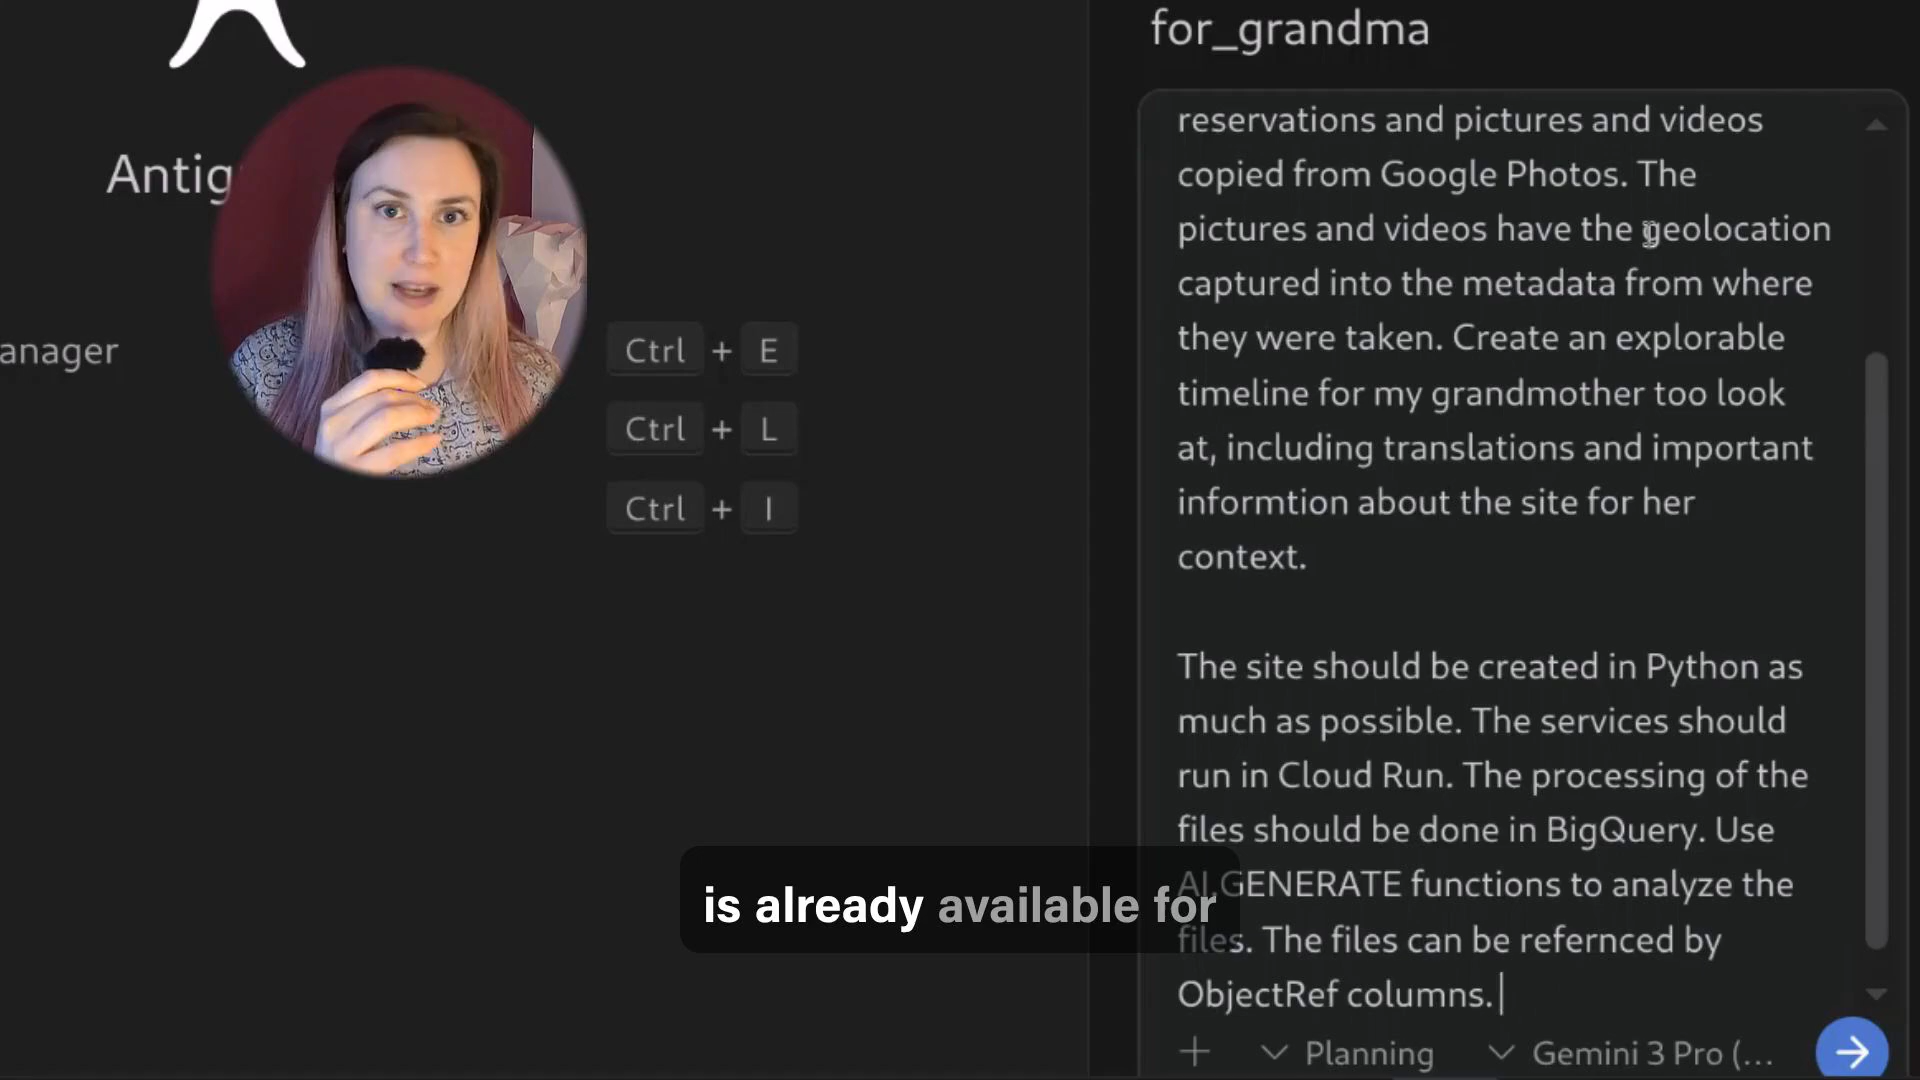 for_grandma
reservations and pictures and videos
copied from Google Photos. The
pictures and videos have the geolocation
captured into the metadata from where
they were taken. Create an explorable
timeline for my grandmother too look
at, including translations and important
informtion about the site for her
context.
The site should be created in Python as
much as possible. The services should
run in Cloud Run. The processing of the
files should be done in BigQuery. Use
AI.GENERATE functions to analyze the
files. The files can be refernced by
ObjectRef columns.
+ Planning Gemini 3 Pro (...
Antig
anager
Ctrl + E
Ctrl + L
Ctrl + I
is already available for